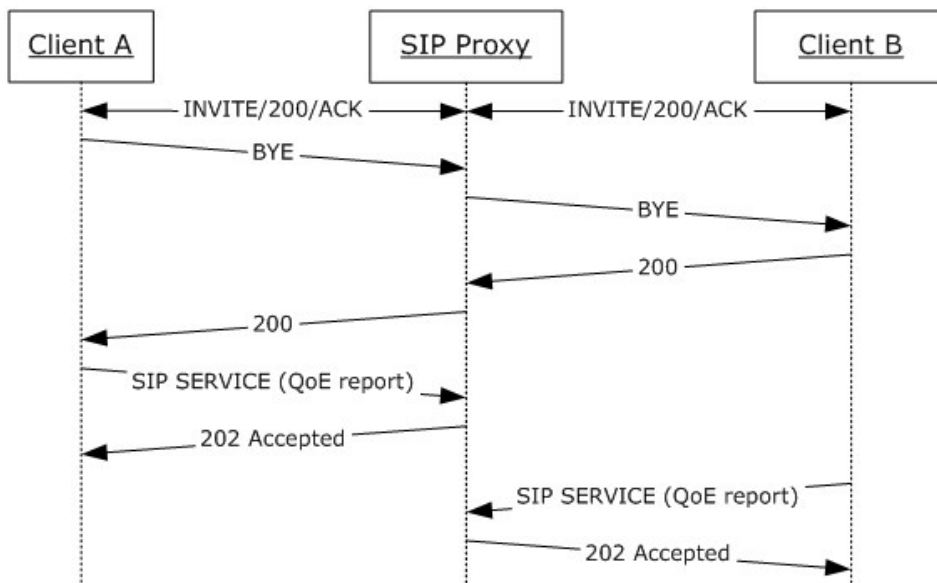 Client A
SIP Proxy
Client B
INVITE/200/ACK
INVITE/200/ACK
BYE
BYE
200
200
SIP SERVICE (QoE report)
202 Accepted
SIP SERVICE (QoE report)
202 Accepted